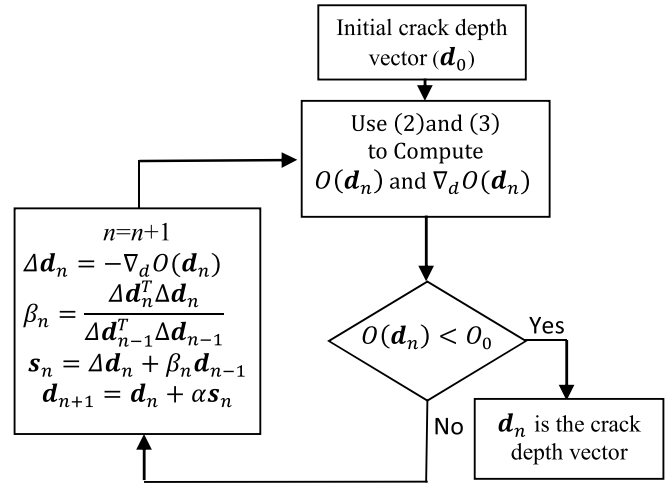 Initial crack depth
vector (𝒅₀)
Use (2)and (3)
to Compute
𝑂(𝒅ₙ) and ∇_d𝑂(𝒅ₙ)
n=n+1
𝛥𝒅ₙ = −∇_d𝑂(𝒅ₙ)
βₙ = 𝛥𝒅ₙᵀΔ𝒅ₙ / 𝛥𝒅ₙ₋₁ᵀΔ𝒅ₙ₋₁
𝒔ₙ = 𝛥𝒅ₙ + βₙ𝒅ₙ₋₁
𝒅ₙ₊₁ = 𝒅ₙ + α𝒔ₙ
𝑂(𝒅ₙ) < 𝑂₀
Yes
No
𝒅ₙ is the crack
depth vector